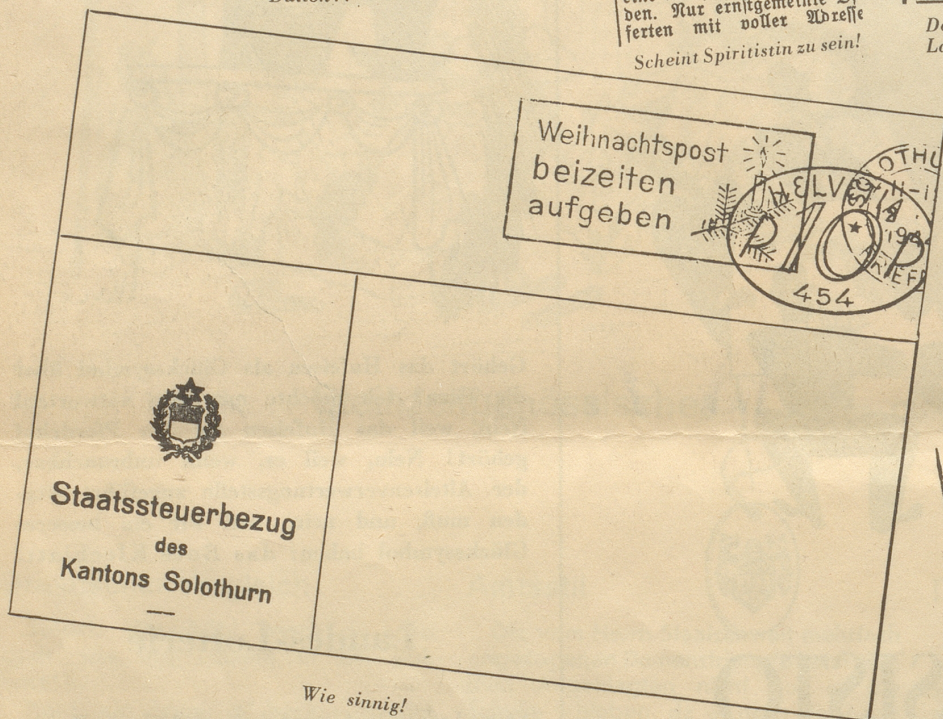 den. Nur ernstgemeinte
ferten mit voller Adresse
Scheint Spiritistin zu sein!
Weihnachtspost
beizeiten
aufgeben
HELV
P 10 P
454
Staatssteuerbezug
des
Kantons Solothurn
Wie sinnig!